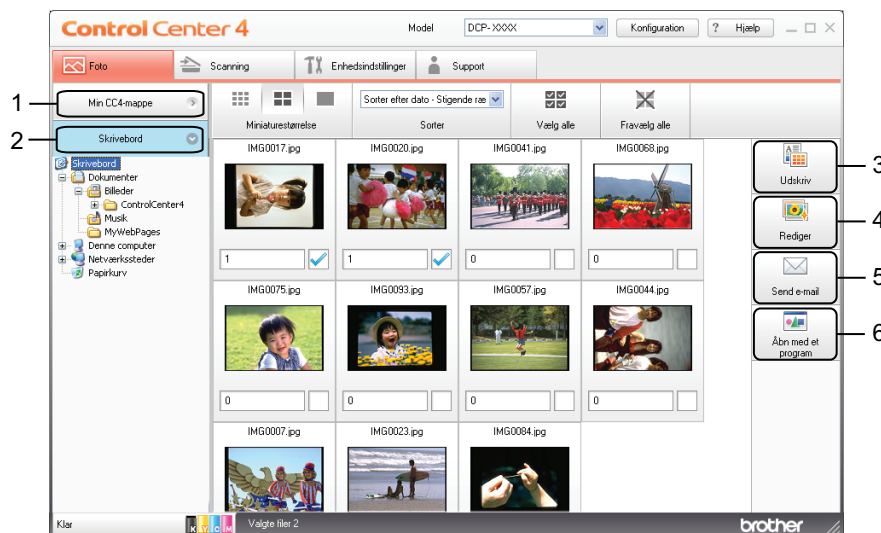 Control Center 4
Model
DCP-XXXX
Konfiguration
? Hjælp
Foto
Scanning
Enhedsindstillinger
Support
1
Min CC4-mappe
2
Skrivebord
Miniaturestørrelse
Sorter efter dato - Stigende ræ
Sorter
Vælg alle
Fravælg alle
Skrivebord
Dokumenter
Billeder
ControlCenter4
Musik
MyWebPages
Denne computer
Netværkssteder
Papirkurv
IMG0017.jpg
IMG0020.jpg
IMG0041.jpg
IMG0068.jpg
1
1
0
0
IMG0075.jpg
IMG0093.jpg
IMG0057.jpg
IMG0044.jpg
0
0
0
0
IMG0007.jpg
IMG0023.jpg
IMG0084.jpg
Udskriv
3
Rediger
4
Send e-mail
5
Åbn med et
program
6
Klar
K Y C M
Valgte filer 2
brother